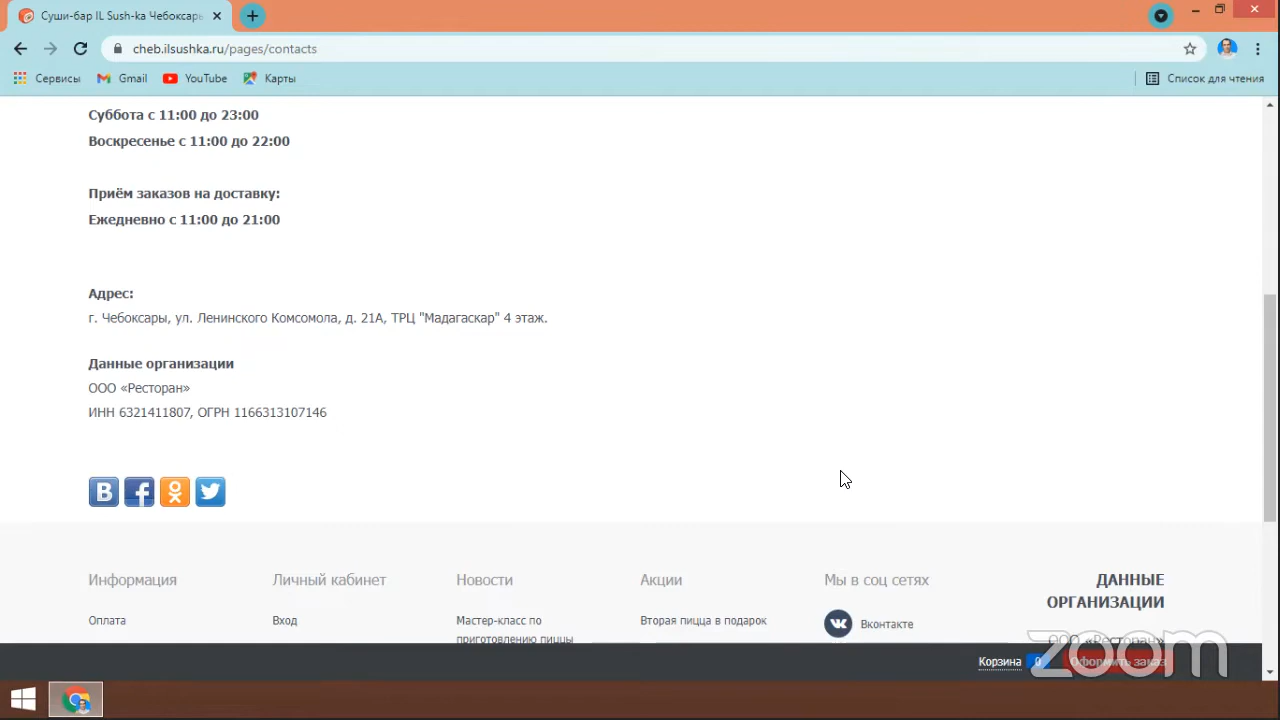 Суши-бар IL Sush-ka Чебоксары
cheb.ilsushka.ru/pages/contacts
Сервисы Gmail YouTube Карты Список для чтения
Суббота с 11:00 до 23:00
Воскресенье с 11:00 до 22:00
Приём заказов на доставку:
Ежедневно с 11:00 до 21:00
Адрес:
г. Чебоксары, ул. Ленинского Комсомола, д. 21А, ТРЦ "Мадагаскар" 4 этаж.
Данные организации
ООО «Ресторан»
ИНН 6321411807, ОГРН 1166313107146
Информация Личный кабинет Новости Акции Мы в соц сетях ДАННЫЕ
ОРГАНИЗАЦИИ
Оплата Вход Мастер-класс по Вторая пицца в подарок Вконтакте
приготовлению пиццы ООО «Ресторан»
Корзина 0 Оформить заказ
zoom